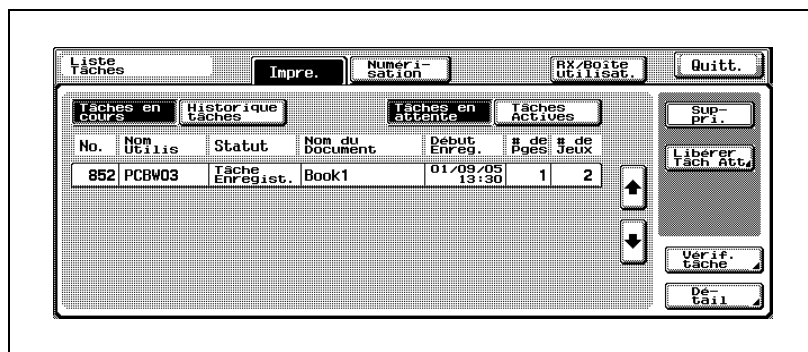 Liste
Tâches
Impre.
Numéri-
sation
RX/Boîte
utilisat.
Quitt.
Tâches en
cours
Historique
tâches
Tâches en
attente
Tâches
Actives
Sup-
pri.
No.
Nom
Utilis
Statut
Nom du
Document
Début
Enreg.
# de
Pges
# de
Jeux
Libérer
Tâch Att.
852
PCBW03
Tâche
Enregist.
Book1
01/09/05
13:30
1
2
Vérif.
tâche
Dé-
tail